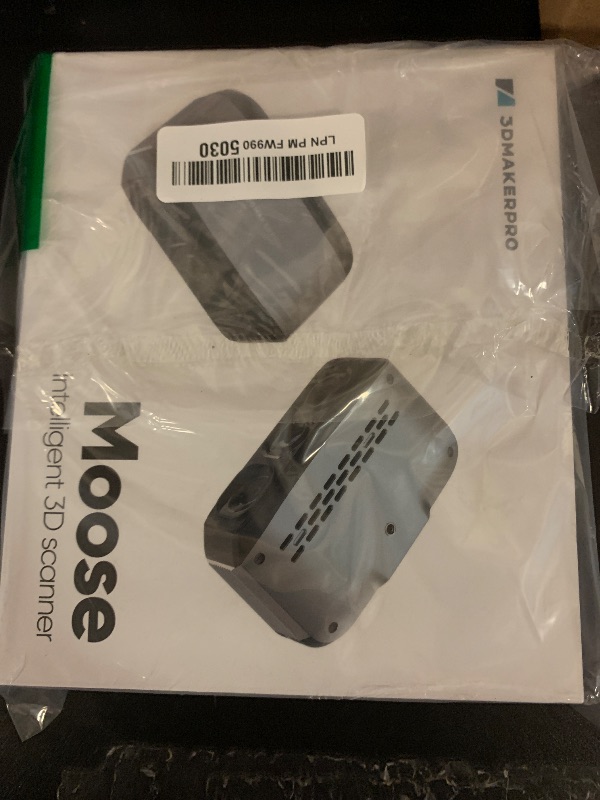 3DMAKERPRO
LPN PM FW990 5030
Moose
intelligent 3D scanner